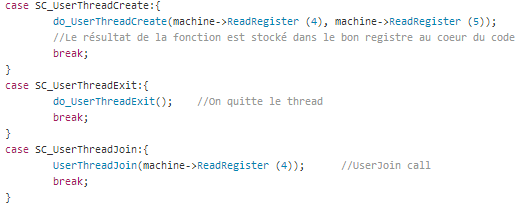 case SC_UserThreadCreate:{
do_UserThreadCreate(machine->ReadRegister (4), machine->ReadRegister (5));
//Le résultat de la fonction est stocké dans le bon registre au coeur du code
break;
}
case SC_UserThreadExit:{
do_UserThreadExit(); //On quitte le thread
break;
}
case SC_UserThreadJoin:{
UserThreadJoin(machine->ReadRegister (4)); //UserJoin call
break;
}